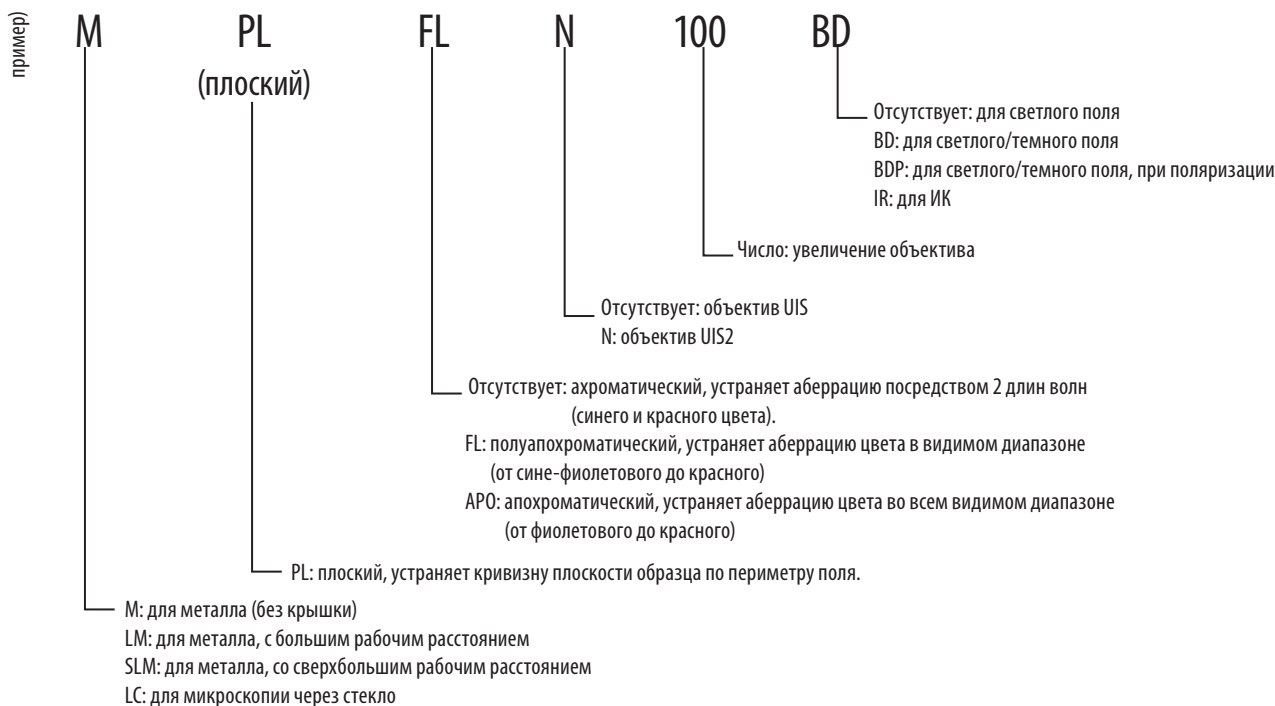 пример)
M PL FL N 100 BD
(плоский)
Отсутствует: для светлого поля
BD: для светлого/темного поля
BDP: для светлого/темного поля, при поляризации
IR: для ИК
Число: увеличение объектива
Отсутствует: объектив UIS
N: объектив UIS2
Отсутствует: ахроматический, устраняет аберрацию посредством 2 длин волн
(синего и красного цвета).
FL: полуапохроматический, устраняет аберрацию цвета в видимом диапазоне
(от сине-фиолетового до красного)
APO: апохроматический, устраняет аберрацию цвета во всем видимом диапазоне
(от фиолетового до красного)
PL: плоский, устраняет кривизну плоскости образца по периметру поля.
M: для металла (без крышки)
LM: для металла, с большим рабочим расстоянием
SLM: для металла, со сверхбольшим рабочим расстоянием
LC: для микроскопии через стекло